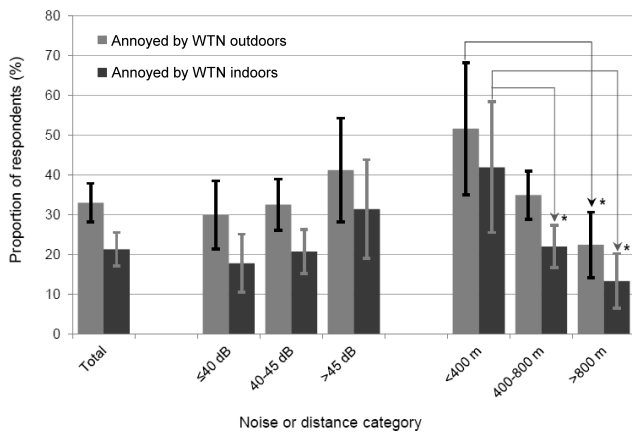 80
70
60
50
40
30
20
10
0
Proportion of respondents (%)
Annoyed by WTN outdoors
Annoyed by WTN indoors
*
*
*
Total
≤40 dB
40-45 dB
>45 dB
<400 m
400-800 m
>800 m
Noise or distance category